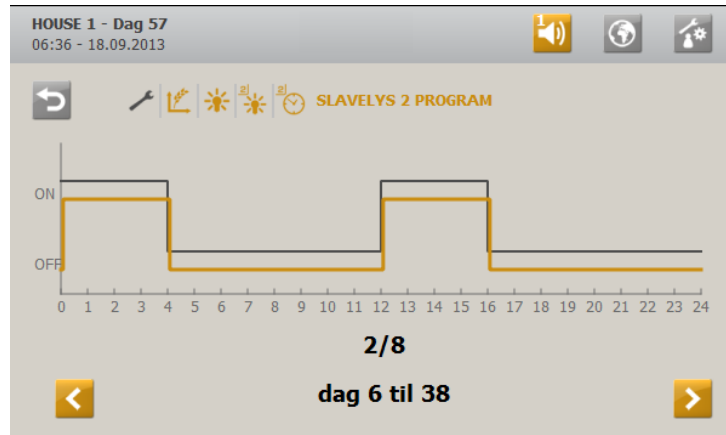 HOUSE 1 - Dag 57
06:36 - 18.09.2013
1
2 2 SLAVELYS 2 PROGRAM
ON
OFF
0 1 2 3 4 5 6 7 8 9 10 11 12 13 14 15 16 17 18 19 20 21 22 23 24
2/8
dag 6 til 38